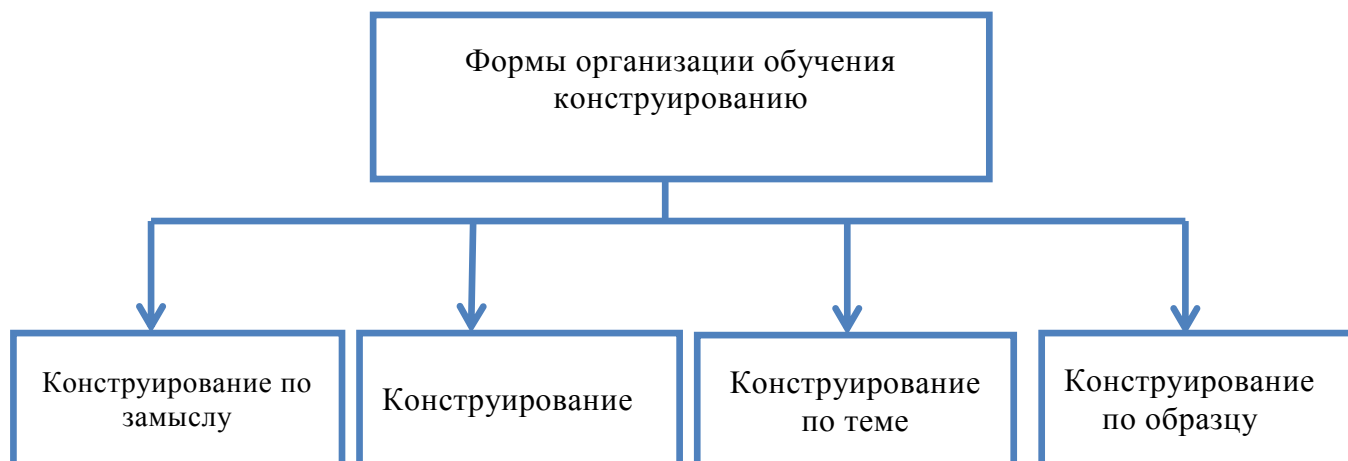 Формы организации обучения
конструированию
Конструирование по
замыслу
Конструирование
Конструирование
по теме
Конструирование
по образцу